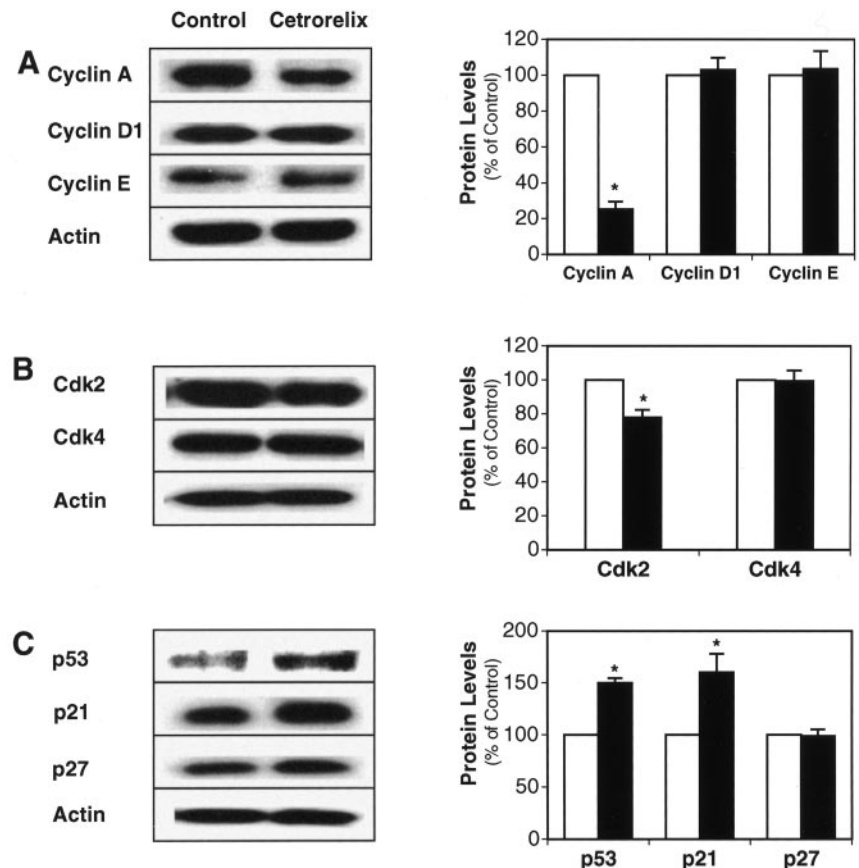 Control Cetrorelix
A
Cyclin A
Cyclin D1
Cyclin E
Actin
Protein Levels
(% of Control)
120
100
80
60
40
20
0
*
Cyclin A Cyclin D1 Cyclin E
B
Cdk2
Cdk4
Actin
Protein Levels
(% of Control)
120
100
80
60
40
20
0
*
Cdk2 Cdk4
C
p53
p21
p27
Actin
Protein Levels
(% of Control)
200
150
100
50
0
* *
p53 p21 p27